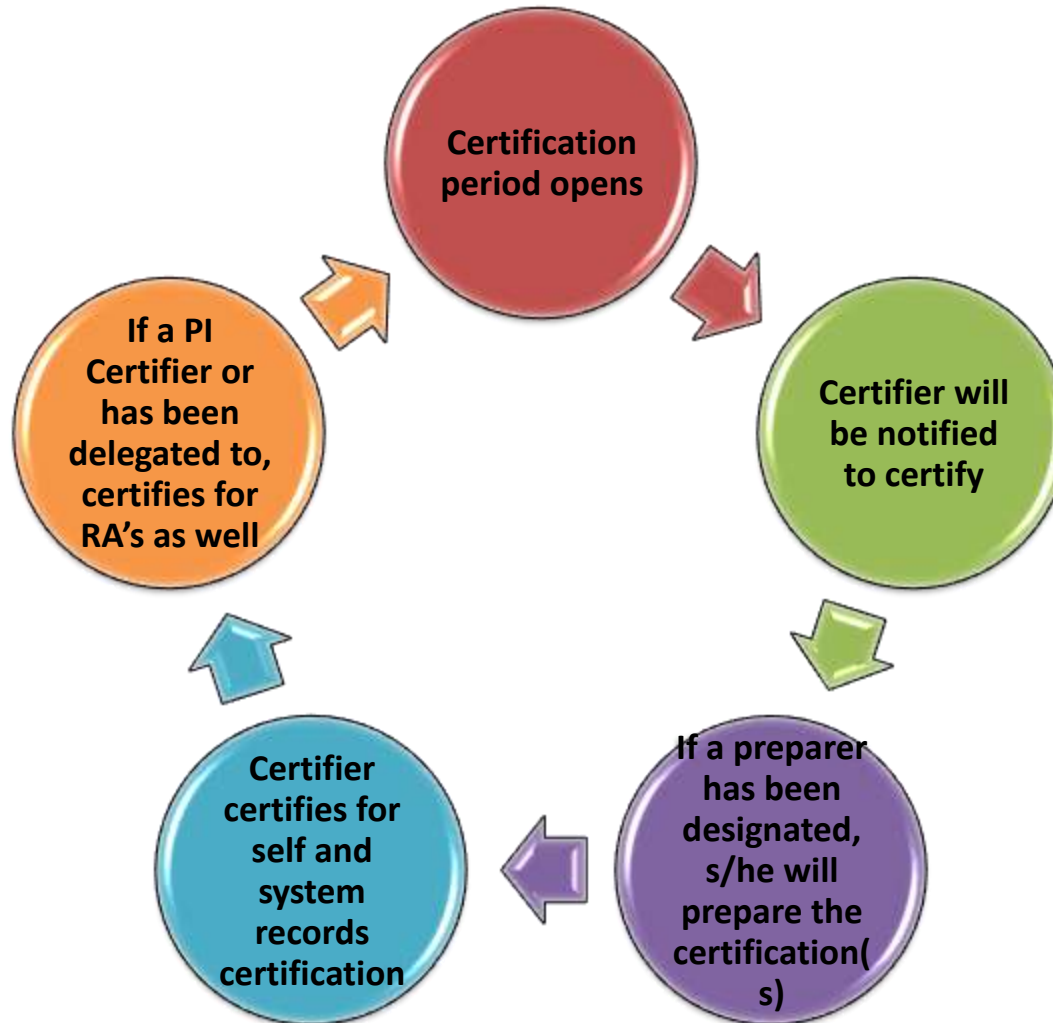 Certification
period opens
Certifier will
be notified
to certify
If a preparer
has been
designated,
s/he will
prepare the
certification(
s)
Certifier
certifies for
self and
system
records
certification
If a PI
Certifier or
has been
delegated to,
certifies for
RA’s as well